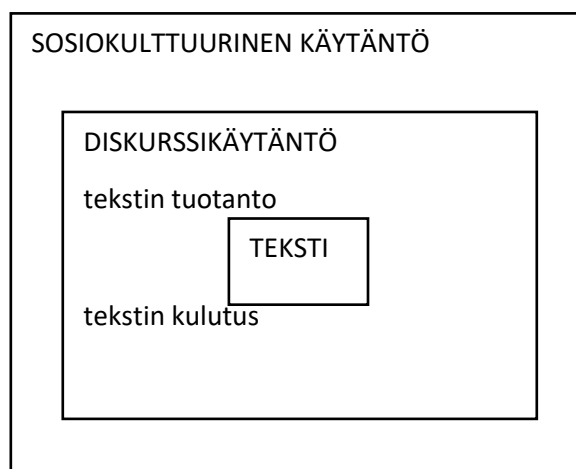 SOSIOKULTTUURINEN KÄYTÄNTÖ
DISKURSSIKÄYTÄNTÖ
tekstin tuotanto
TEKSTI
tekstin kulutus